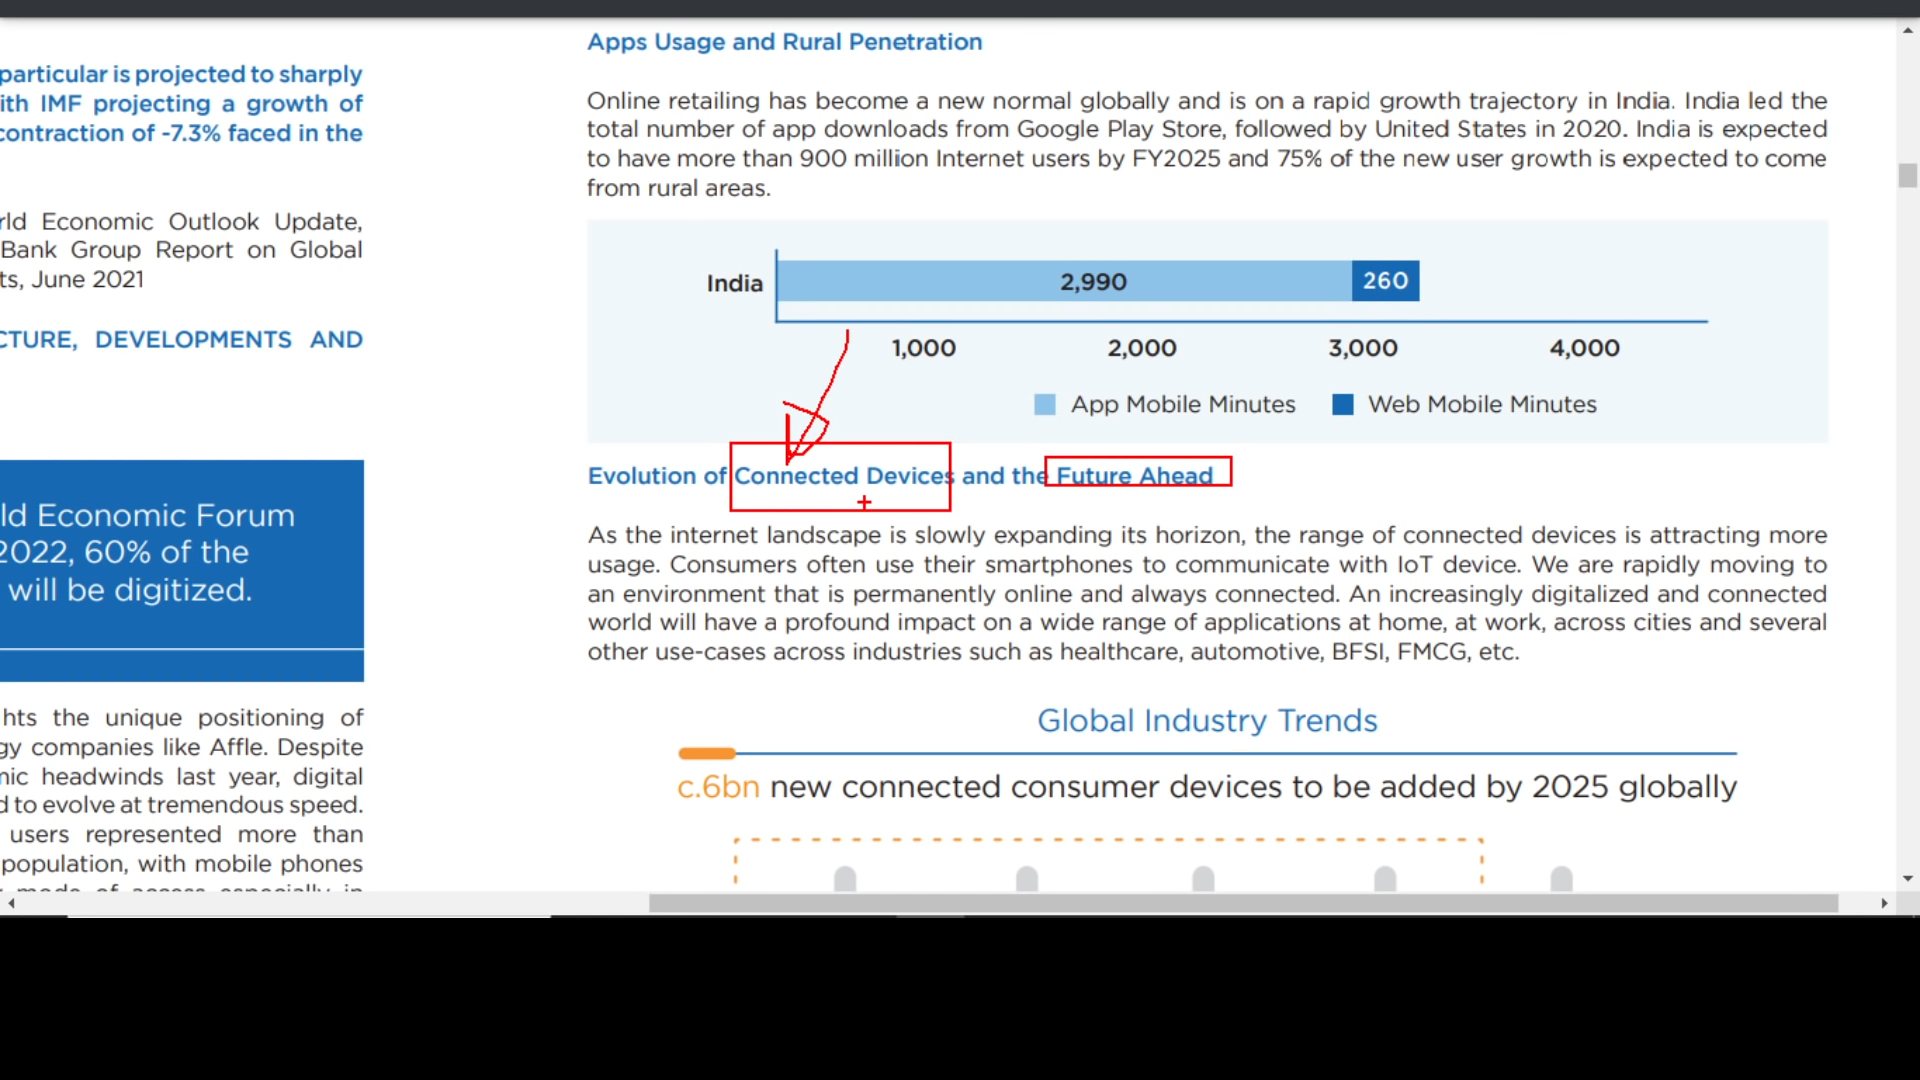 particular is projected to sharply
ith IMF projecting a growth of
contraction of -7.3% faced in the
rld Economic Outlook Update,
Bank Group Report on Global
ts, June 2021
CTURE, DEVELOPMENTS AND
ld Economic Forum
2022, 60% of the
will be digitized.
hts the unique positioning of
gy companies like Affle. Despite
mic headwinds last year, digital
d to evolve at tremendous speed.
users represented more than
population, with mobile phones
mode of access especially in
Apps Usage and Rural Penetration
Online retailing has become a new normal globally and is on a rapid growth trajectory in India. India led the
total number of app downloads from Google Play Store, followed by United States in 2020. India is expected
to have more than 900 million Internet users by FY2025 and 75% of the new user growth is expected to come
from rural areas.
India 2,990 260
1,000 2,000 3,000 4,000
App Mobile Minutes Web Mobile Minutes
Evolution of Connected Devices and the Future Ahead
As the internet landscape is slowly expanding its horizon, the range of connected devices is attracting more
usage. Consumers often use their smartphones to communicate with IoT device. We are rapidly moving to
an environment that is permanently online and always connected. An increasingly digitalized and connected
world will have a profound impact on a wide range of applications at home, at work, across cities and several
other use-cases across industries such as healthcare, automotive, BFSI, FMCG, etc.
Global Industry Trends
c.6bn new connected consumer devices to be added by 2025 globally